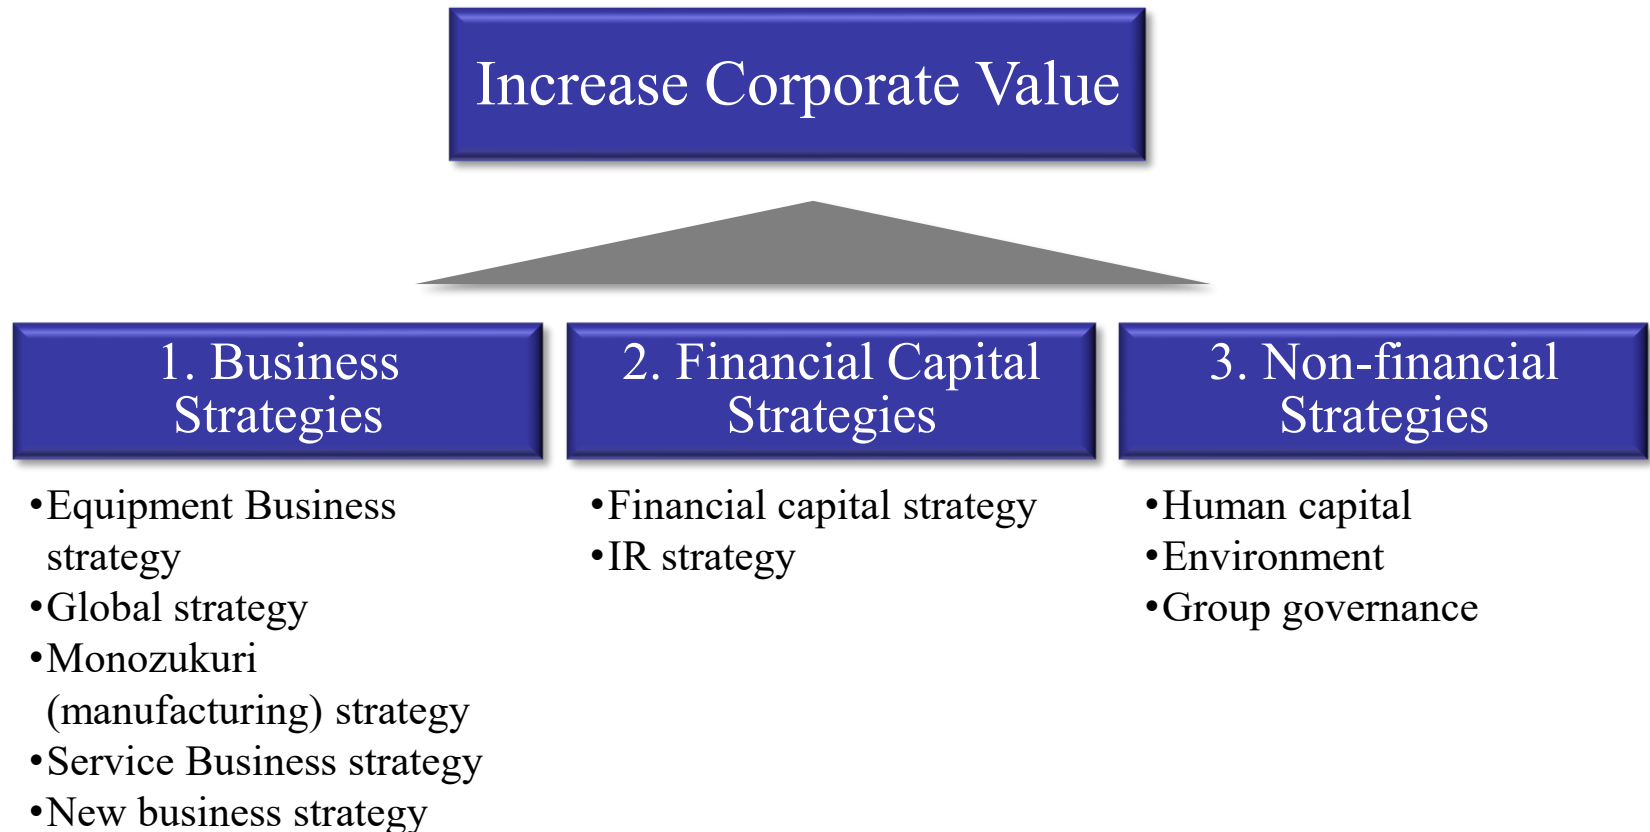 Increase Corporate Value
1. Business
Strategies
•Equipment Business
strategy
•Global strategy
•Monozukuri
(manufacturing) strategy
•Service Business strategy
•New business strategy
2. Financial Capital
Strategies
•Financial capital strategy
•IR strategy
3. Non-financial
Strategies
•Human capital
•Environment
•Group governance